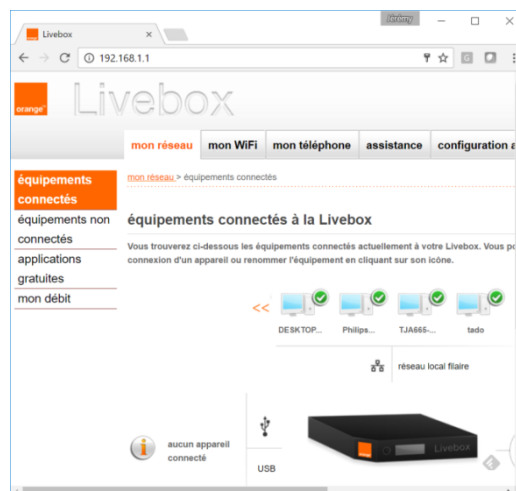 Jérémy
Livebox
192.168.1.1
orange
Livebox
mon réseau
mon WiFi
mon téléphone
assistance
configuration a
équipements
connectés
équipements non
connectés
applications
gratuites
mon débit
mon réseau > équipements connectés
équipements connectés à la Livebox
Vous trouverez ci-dessous les équipements connectés actuellement à votre Livebox. Vous po
connexion d'un appareil ou renommer l'équipement en cliquant sur son icône.
<<
DESKTOP...
Philips...
TJA665-...
tado
réseau local filaire
aucun appareil
connecté
USB
Livebox